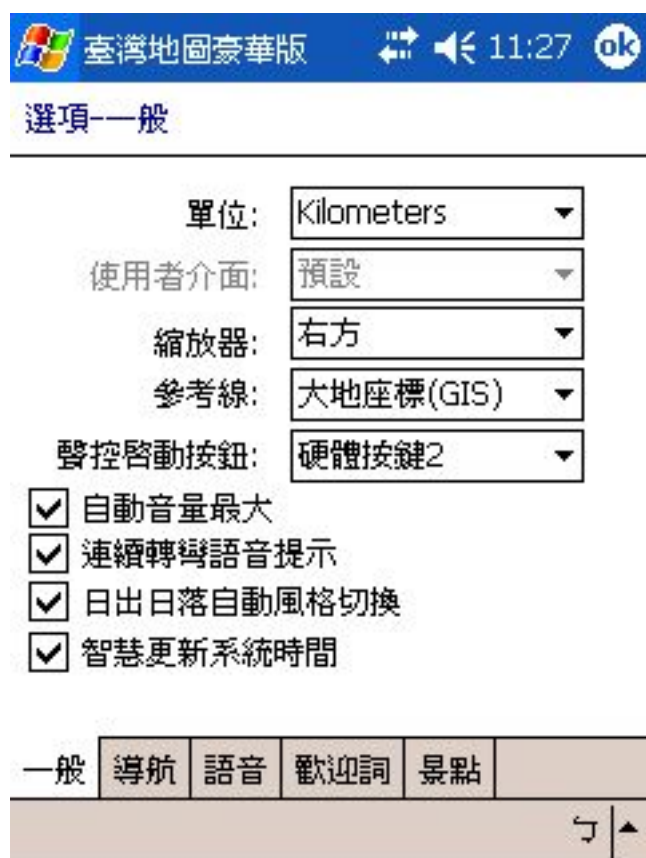 臺灣地圖豪華版 11:27 ok
選項-一般
單位: Kilometers
使用者介面: 預設
縮放器: 右方
參考線: 大地座標(GIS)
聲控啓動按鈕: 硬體按鍵2
自動音量最大
連續轉彎語音提示
日出日落自動風格切換
智慧更新系統時間
一般 導航 語音 歡迎詞 景點
ㄅ